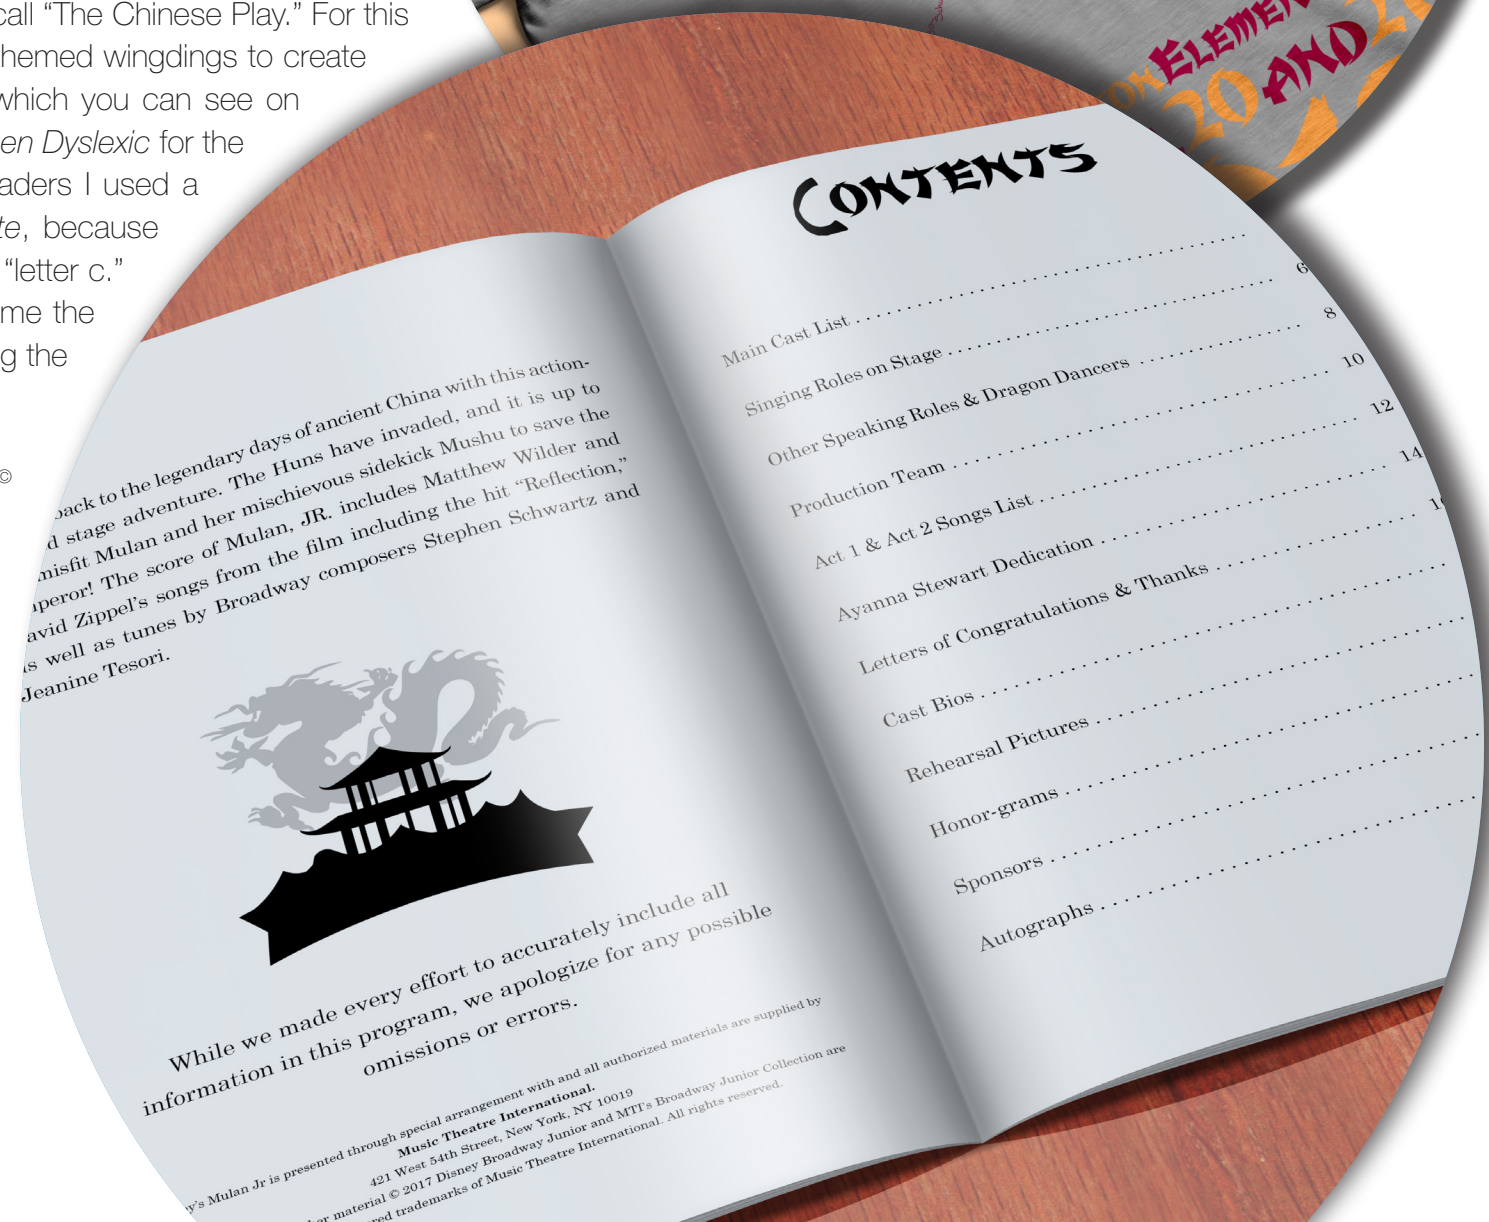 call “The Chinese Play.” For this
hemed wingdings to create
which you can see on
en Dyslexic for the
aders I used a
te, because
“letter c.”
me the
g the
©
ELEMEN
20 AND 20
back to the legendary days of ancient China with this action-
d stage adventure. The Huns have invaded, and it is up to
misfit Mulan and her mischievous sidekick Mushu to save the
mperor! The score of Mulan, JR. includes Matthew Wilder and
avid Zippel’s songs from the film including the hit “Reflection,”
as well as tunes by Broadway composers Stephen Schwartz and
Jeanine Tesori.
While we made every effort to accurately include all
information in this program, we apologize for any possible
omissions or errors.
y’s Mulan Jr is presented through special arrangement with and all authorized materials are supplied by
Music Theatre International.
421 West 54th Street, New York, NY 10019
er material © 2017 Disney Broadway Junior and MTI’s Broadway Junior Collection are
red trademarks of Music Theatre International. All rights reserved.
CONTENTS
Main Cast List . . . . . . . . . . . . . . . . . . . . . . . . . . . . . . 6
Singing Roles on Stage . . . . . . . . . . . . . . . . . . . . . . . . . 8
Other Speaking Roles & Dragon Dancers . . . . . . . . . . . . . 10
Production Team . . . . . . . . . . . . . . . . . . . . . . . . . . . . 12
Act 1 & Act 2 Songs List . . . . . . . . . . . . . . . . . . . . . . . . 14
Ayanna Stewart Dedication . . . . . . . . . . . . . . . . . . . . . . 1
Letters of Congratulations & Thanks . . . . . . . . . . . . . . . .
Cast Bios . . . . . . . . . . . . . . . . . . . . . . . . . . . . . . . . .
Rehearsal Pictures . . . . . . . . . . . . . . . . . . . . . . . . . . .
Honor-grams . . . . . . . . . . . . . . . . . . . . . . . . . . . . . . .
Sponsors . . . . . . . . . . . . . . . . . . . . . . . . . . . . . . . . .
Autographs . . . . . . . . . . . . . . . . . . . . . . . . . . . . . . .